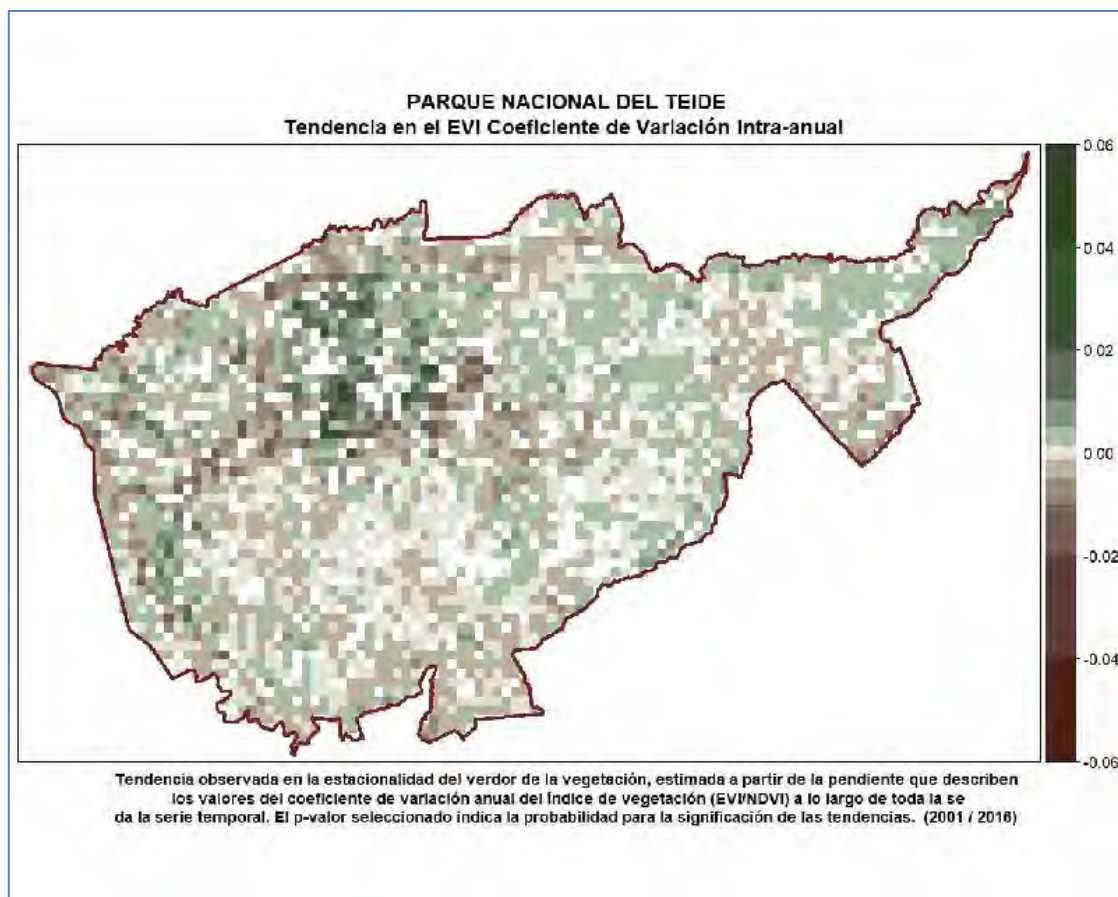 PARQUE NACIONAL DEL TEIDE
Tendencia en el EVI Coeficiente de Variación Intra-anual
0.06
0.04
0.02
0.00
-0.02
-0.04
-0.06
Tendencia observada en la estacionalidad del verdor de la vegetación, estimada a partir de la pendiente que describen
los valores del coeficiente de variación anual del Índice de vegetación (EVI/NDVI) a lo largo de toda la se
da la serie temporal. El p-valor seleccionado indica la probabilidad para la significación de las tendencias. (2001 / 2016)